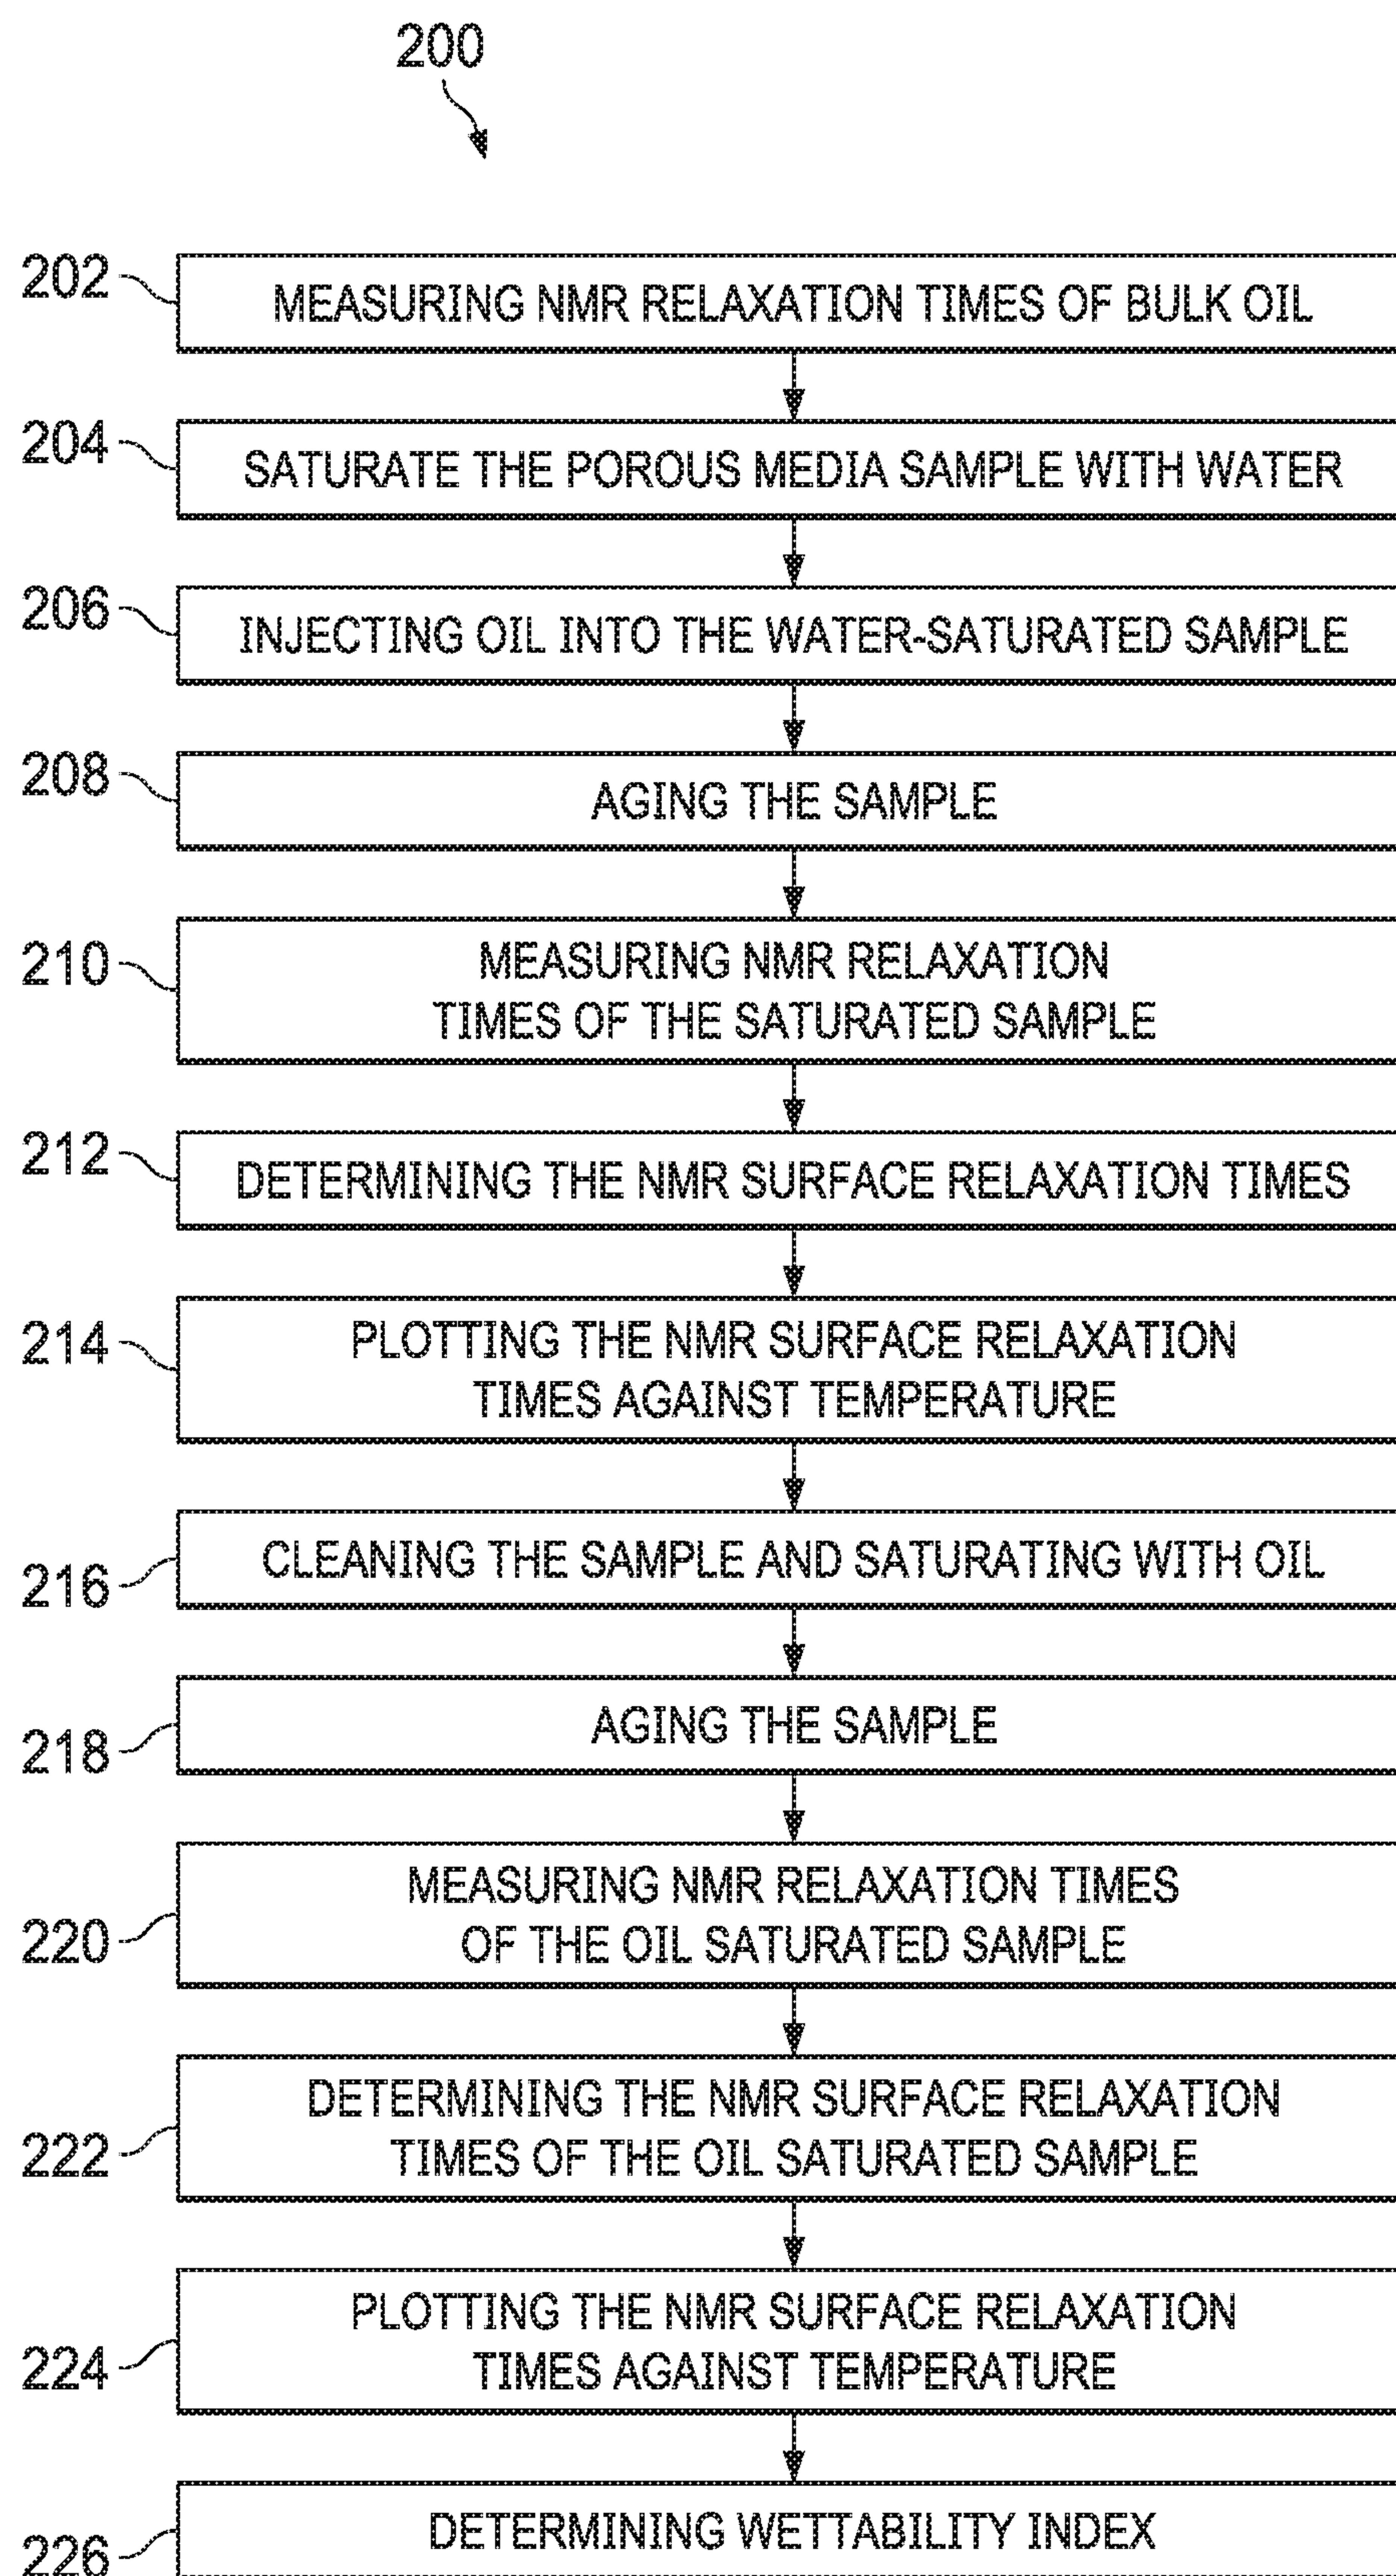 200
202
MEASURING NMR RELAXATION TIMES OF BULK OIL
204
SATURATE THE POROUS MEDIA SAMPLE WITH WATER
206
INJECTING OIL INTO THE WATER-SATURATED SAMPLE
208
AGING THE SAMPLE
210
MEASURING NMR RELAXATION
TIMES OF THE SATURATED SAMPLE
212
DETERMINING THE NMR SURFACE RELAXATION TIMES
214
PLOTTING THE NMR SURFACE RELAXATION
TIMES AGAINST TEMPERATURE
216
CLEANING THE SAMPLE AND SATURATING WITH OIL
218
AGING THE SAMPLE
220
MEASURING NMR RELAXATION TIMES
OF THE OIL SATURATED SAMPLE
222
DETERMINING THE NMR SURFACE RELAXATION
TIMES OF THE OIL SATURATED SAMPLE
224
PLOTTING THE NMR SURFACE RELAXATION
TIMES AGAINST TEMPERATURE
226
DETERMINING WETTABILITY INDEX